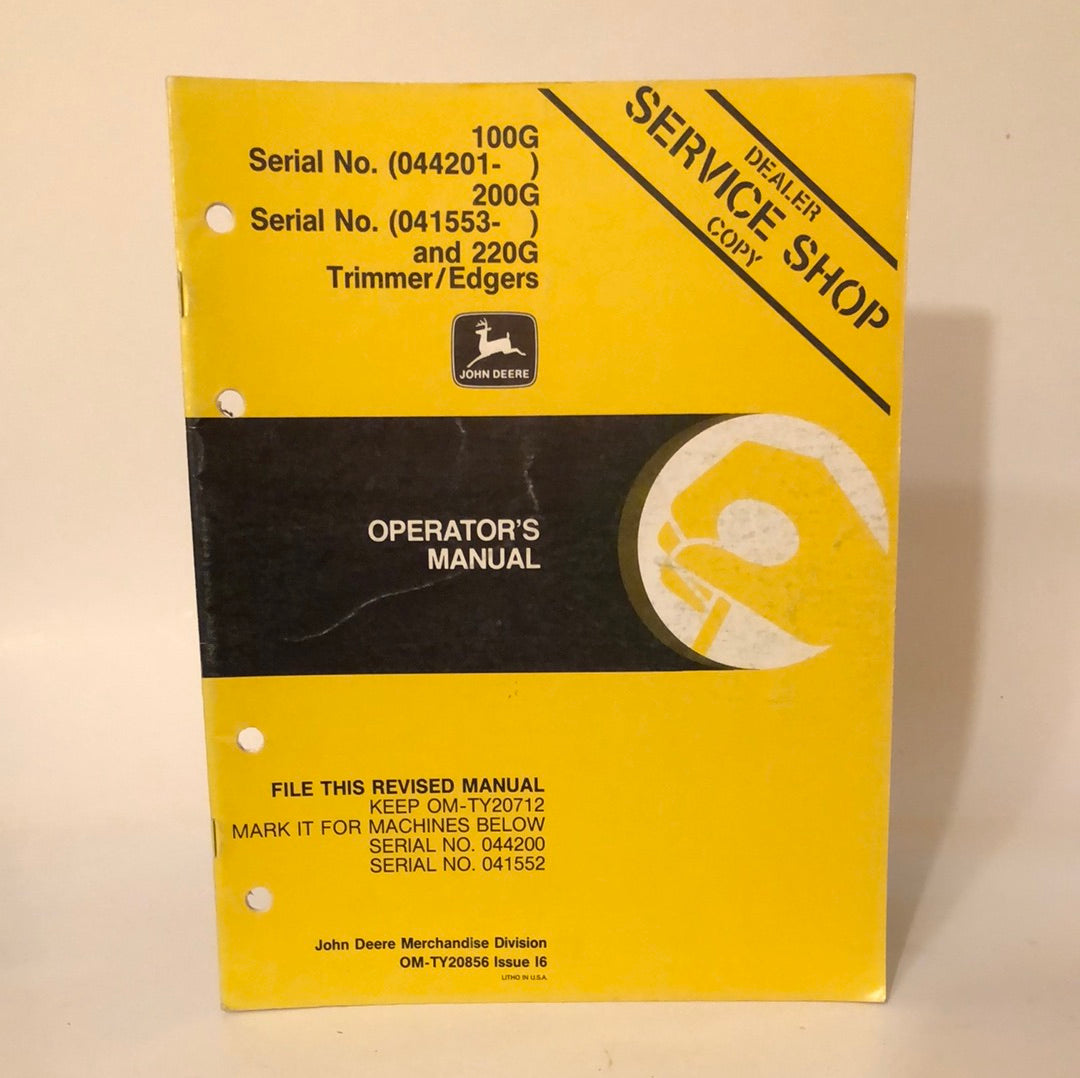 100G
Serial No. (044201-    )
200G
Serial No. (041553-    )
and 220G
Trimmer/Edgers
JOHN DEERE
DEALER
SERVICE SHOP
COPY
OPERATOR'S
MANUAL
FILE THIS REVISED MANUAL
KEEP OM-TY20712
MARK IT FOR MACHINES BELOW
SERIAL NO. 044200
SERIAL NO. 041552
John Deere Merchandise Division
OM-TY20856 Issue I6
LITHO IN U.S.A.